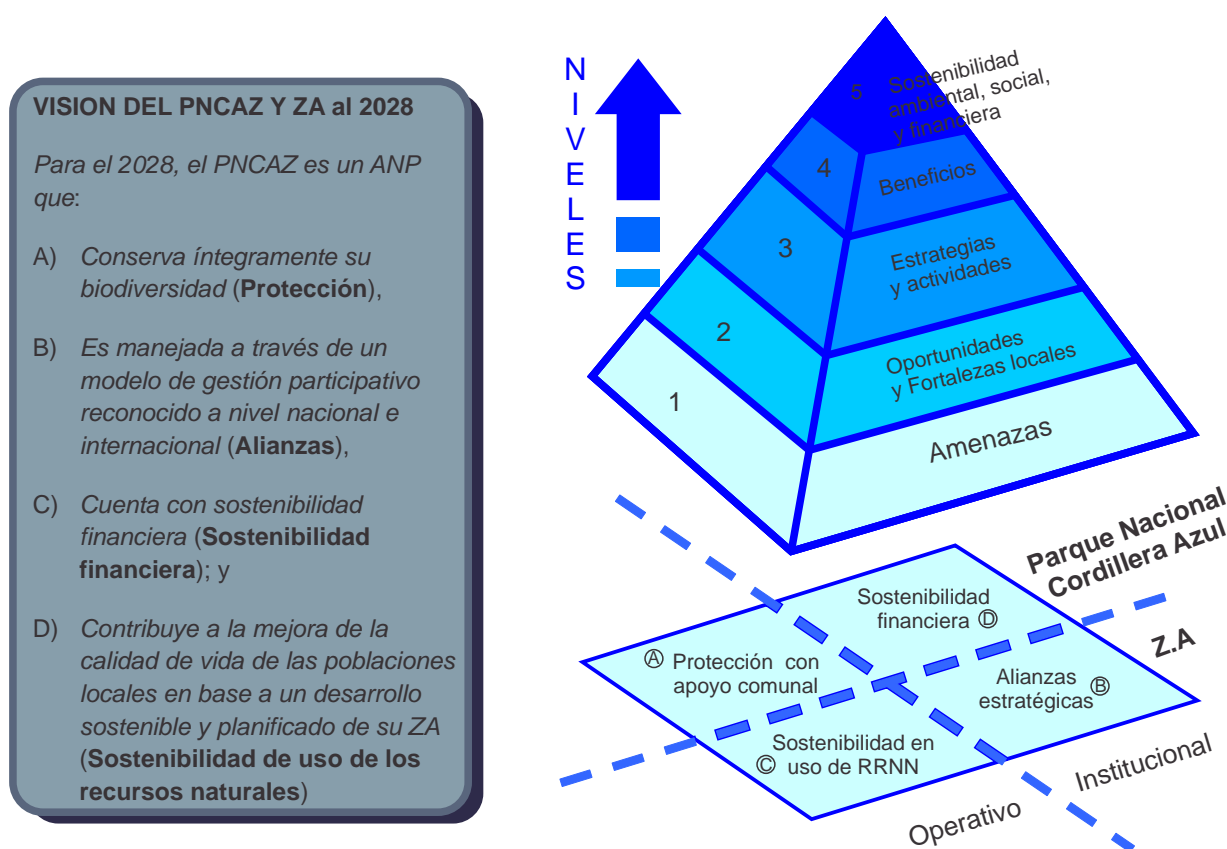 VISION DEL PNCAZ Y ZA al 2028
Para el 2028, el PNCAZ es un ANP
que:
A) Conserva íntegramente su
biodiversidad (Protección),
B) Es manejada a través de un
modelo de gestión participativo
reconocido a nivel nacional e
internacional (Alianzas),
C) Cuenta con sostenibilidad
financiera (Sostenibilidad
financiera); y
D) Contribuye a la mejora de la
calidad de vida de las poblaciones
locales en base a un desarrollo
sostenible y planificado de su ZA
(Sostenibilidad de uso de los
recursos naturales)
NIVELES
5 Sostenibilidad
ambiental, social,
y financiera
4 Beneficios
3 Estrategias
y actividades
2 Oportunidades
y Fortalezas locales
1 Amenazas
Parque Nacional
Cordillera Azul
Z.A
Sostenibilidad
financiera Ⓓ
Ⓐ Protección con
apoyo comunal
Alianzas
estratégicas Ⓑ
Sostenibilidad en
Ⓒ uso de RRNN
Institucional
Operativo